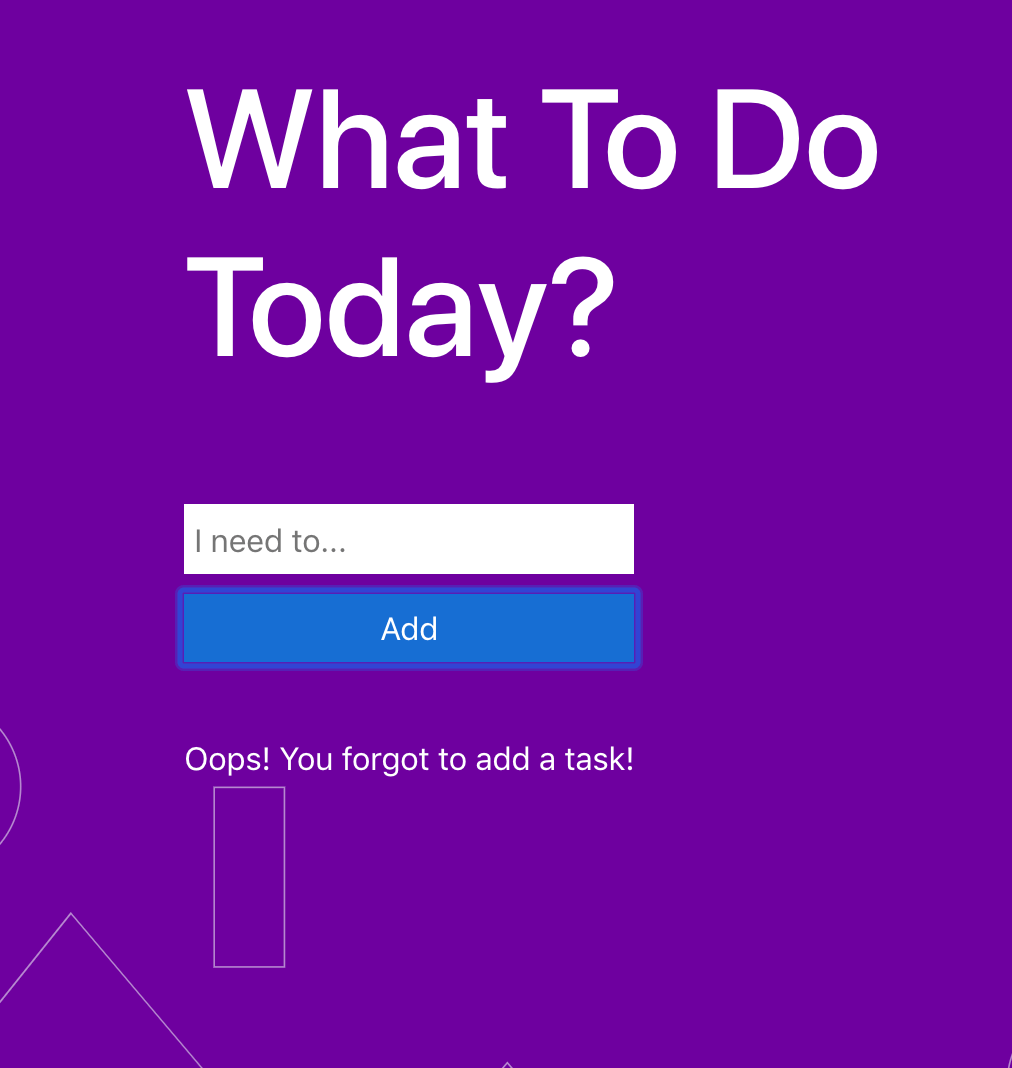 What To Do
Today?
I need to...
Add
Oops! You forgot to add a task!